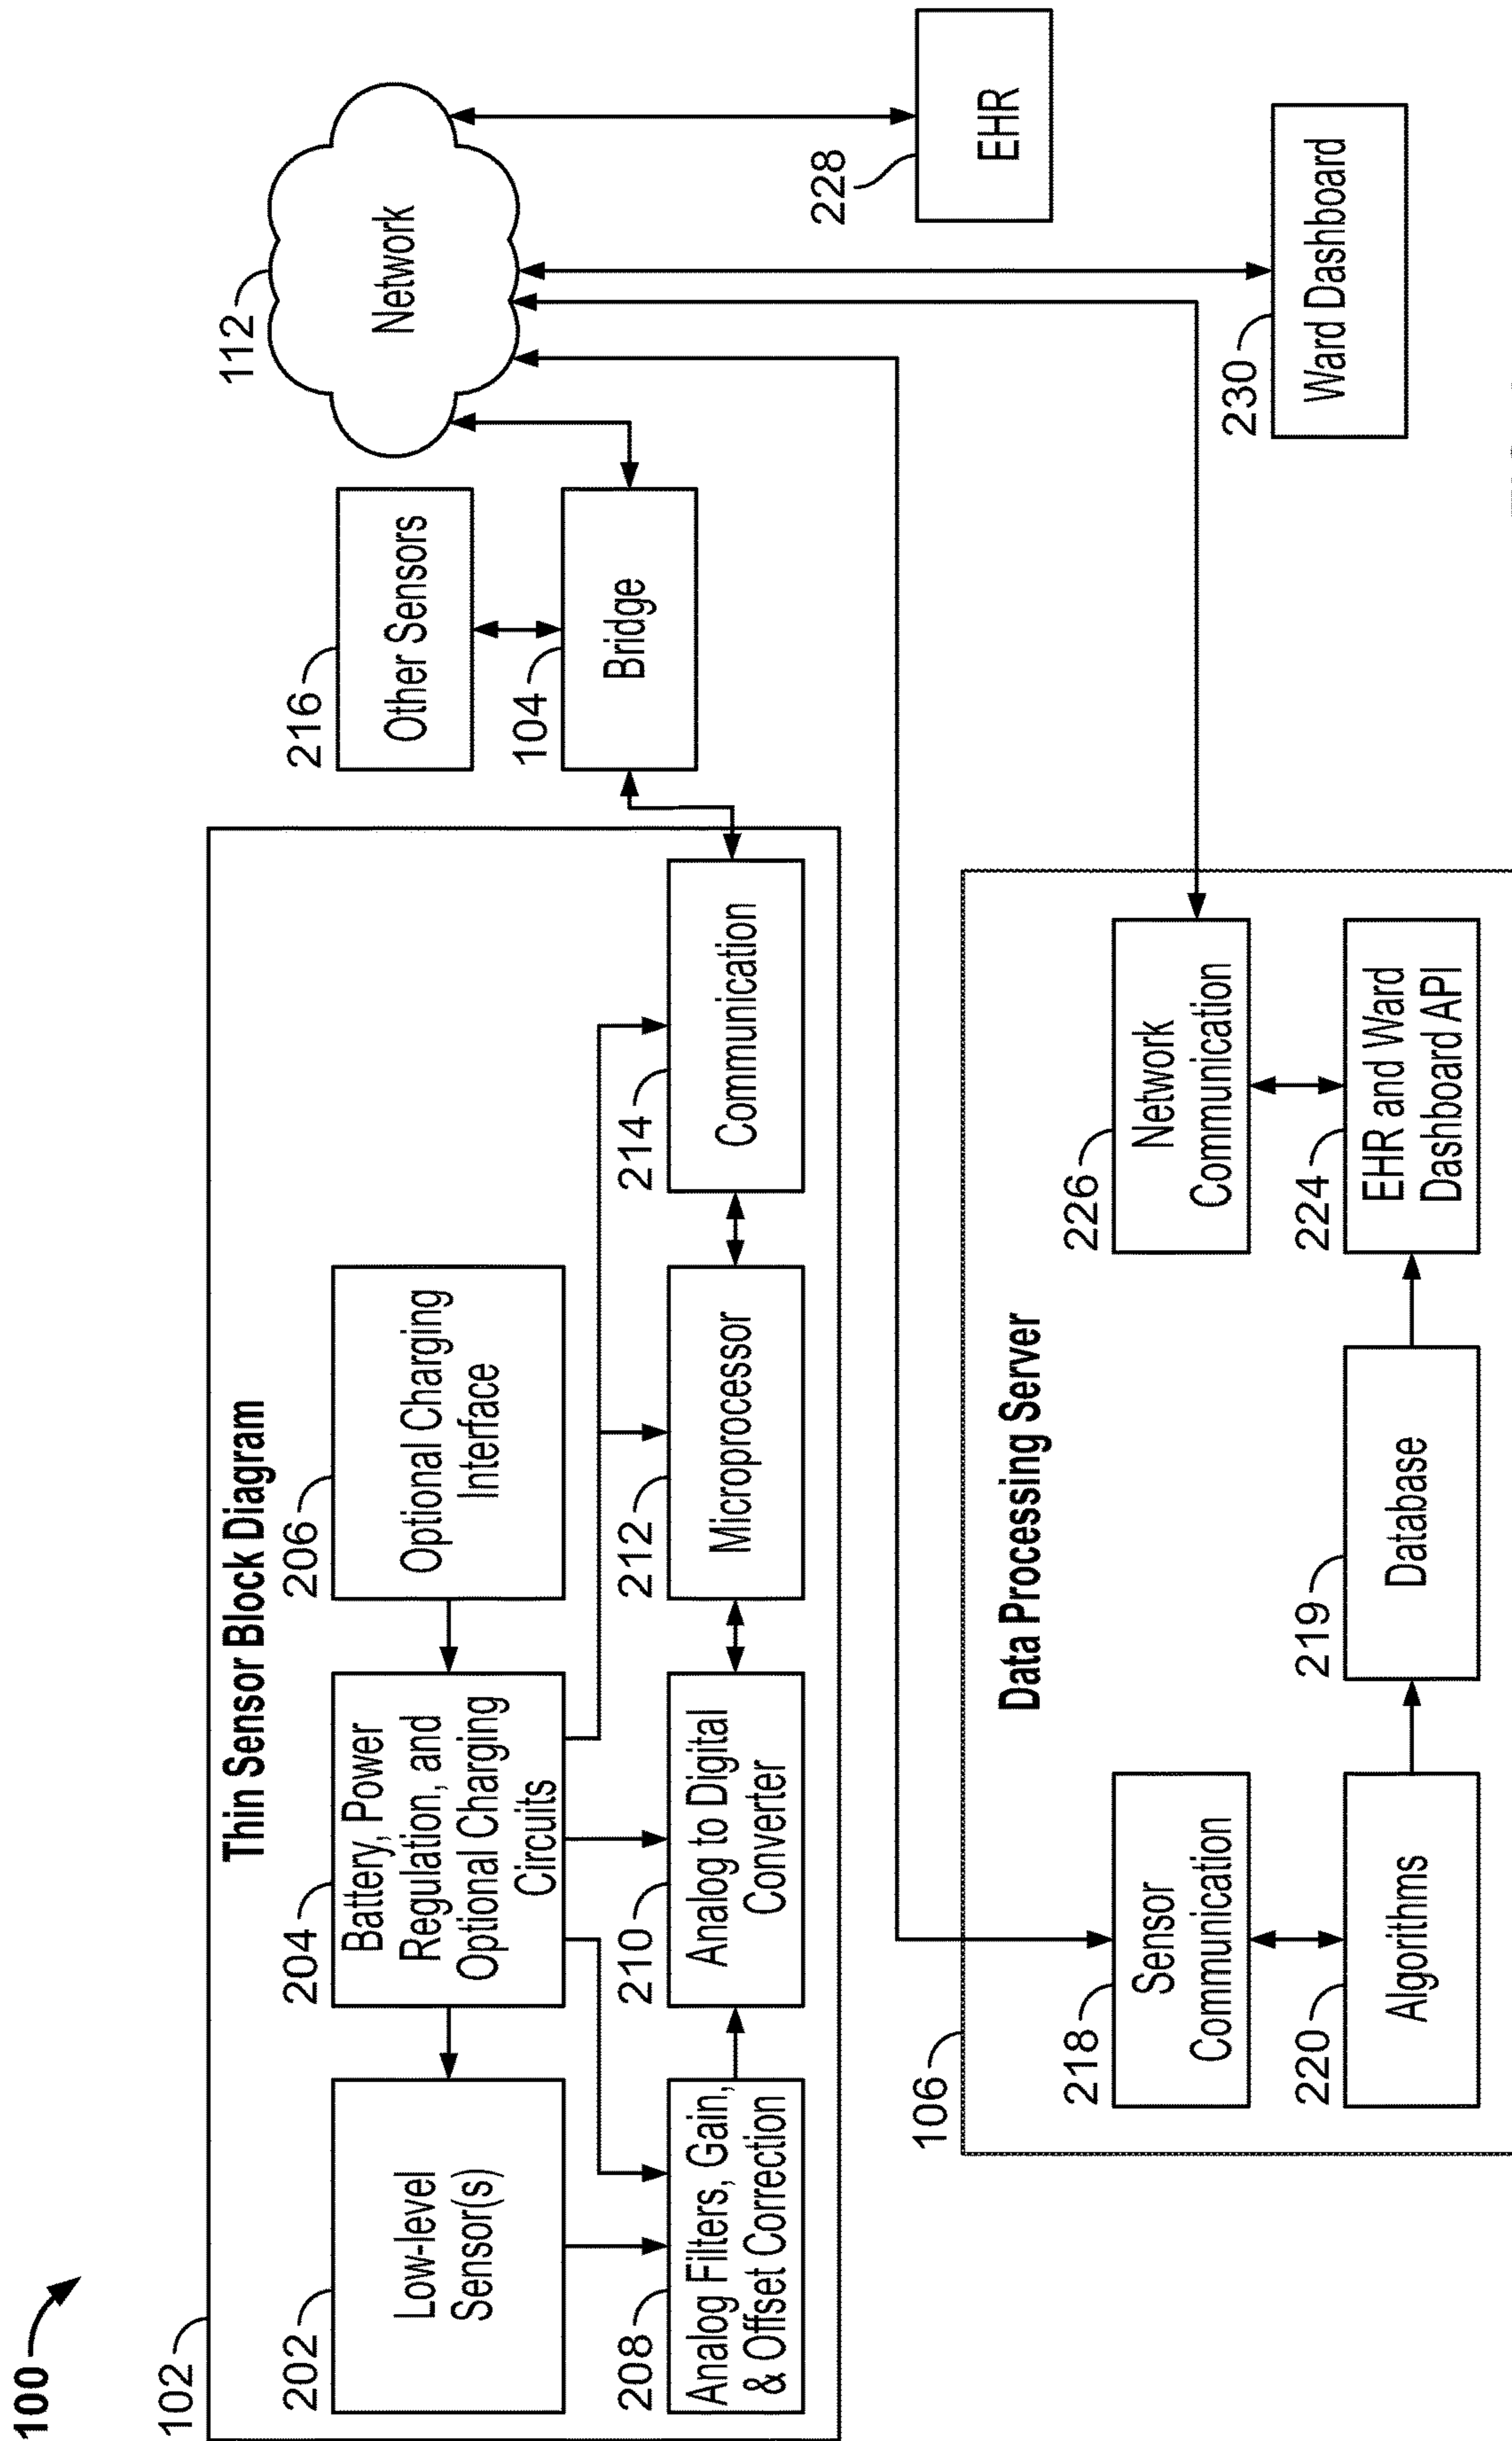 100
102
Thin Sensor Block Diagram
202
Low-level
Sensor(s)
204
Battery, Power
Regulation, and
Optional Charging
Circuits
206
Optional Charging
Interface
208
Analog Filters, Gain,
& Offset Correction
210
Analog to Digital
Converter
212
Microprocessor
214
Communication
216
Other Sensors
104
Bridge
112
Network
106
Data Processing Server
218
Sensor
Communication
220
Algorithms
219
Database
226
Network
Communication
224
EHR and Ward
Dashboard API
228
EHR
230
Ward Dashboard